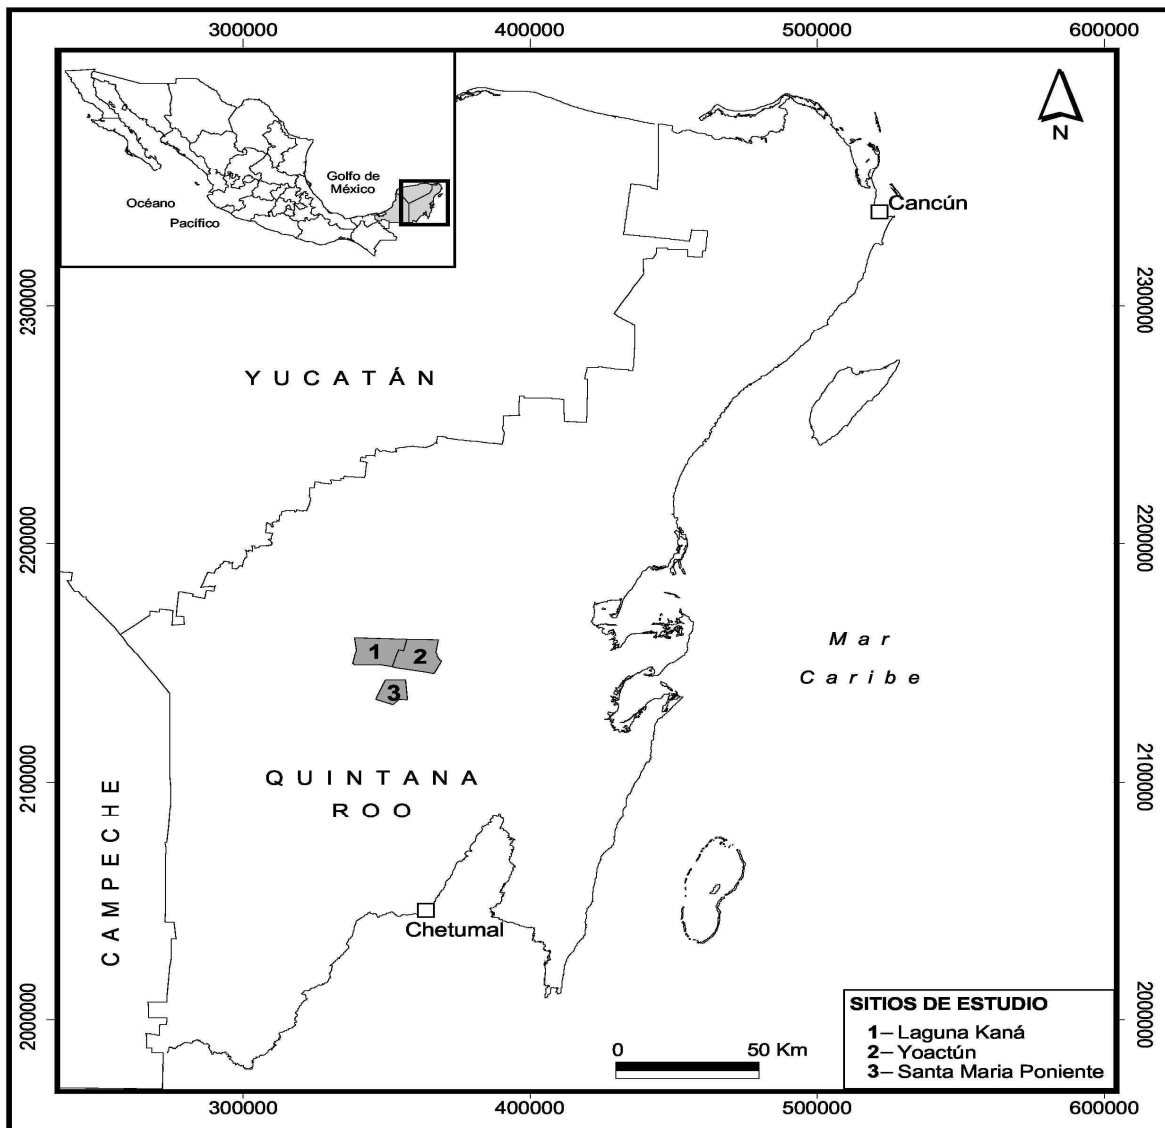 300000 400000 500000 600000
N
Golfo de
México
Océano
Pacífico
Cancún
2300000 2300000
YUCATÁN
2200000 2200000
1 2
Mar
Caribe
3
QUINTANA
ROO
2100000 2100000
CAMPECHE
Chetumal
2000000 2000000
SITIOS DE ESTUDIO
1– Laguna Kaná
2– Yoactún
3– Santa Maria Poniente
0 50 Km
300000 400000 500000 600000